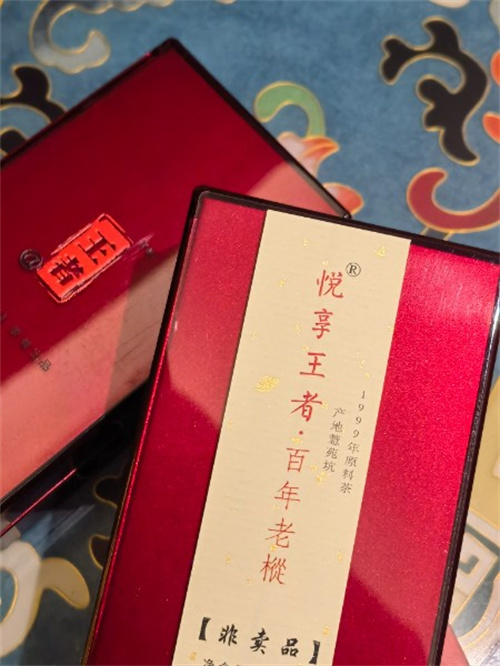 悦享王者·百年老樅
®
1999年原料茶
产地慧苑坑
【非卖品】
王者
®